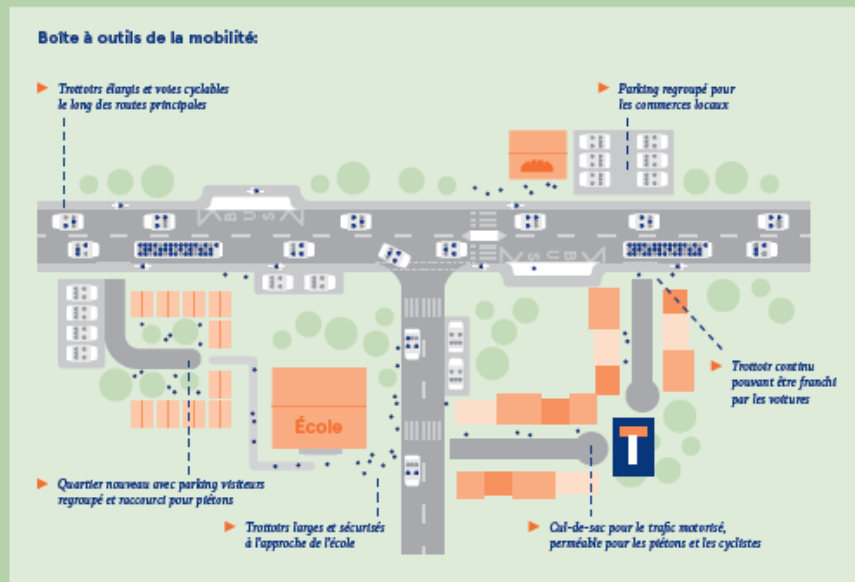 Boîte à outils de la mobilité:
Trottoirs élargis et voies cyclables
le long des routes principales
Parking regroupé pour
les commerces locaux
BUS
BUS
Trottoir continu
pouvant être franchi
par les voitures
École
Quartier nouveau avec parking visiteurs
regroupé et raccourci pour piétons
Trottoirs larges et sécurisés
à l'approche de l'école
Cul-de-sac pour le trafic motorisé,
perméable pour les piétons et les cyclistes